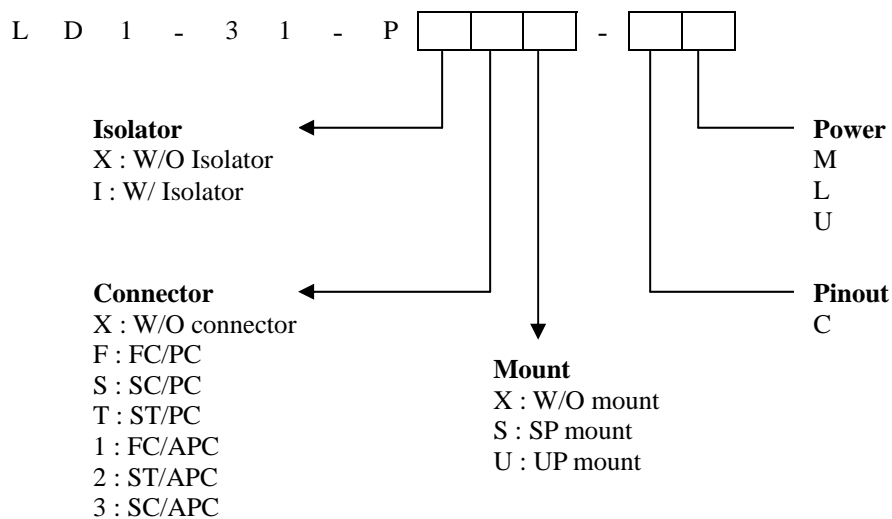 L D 1 - 3 1 - P -
Isolator
X : W/O Isolator
I : W/ Isolator
Power
M
L
U
Connector
X : W/O connector
F : FC/PC
S : SC/PC
T : ST/PC
1 : FC/APC
2 : ST/APC
3 : SC/APC
Mount
X : W/O mount
S : SP mount
U : UP mount
Pinout
C